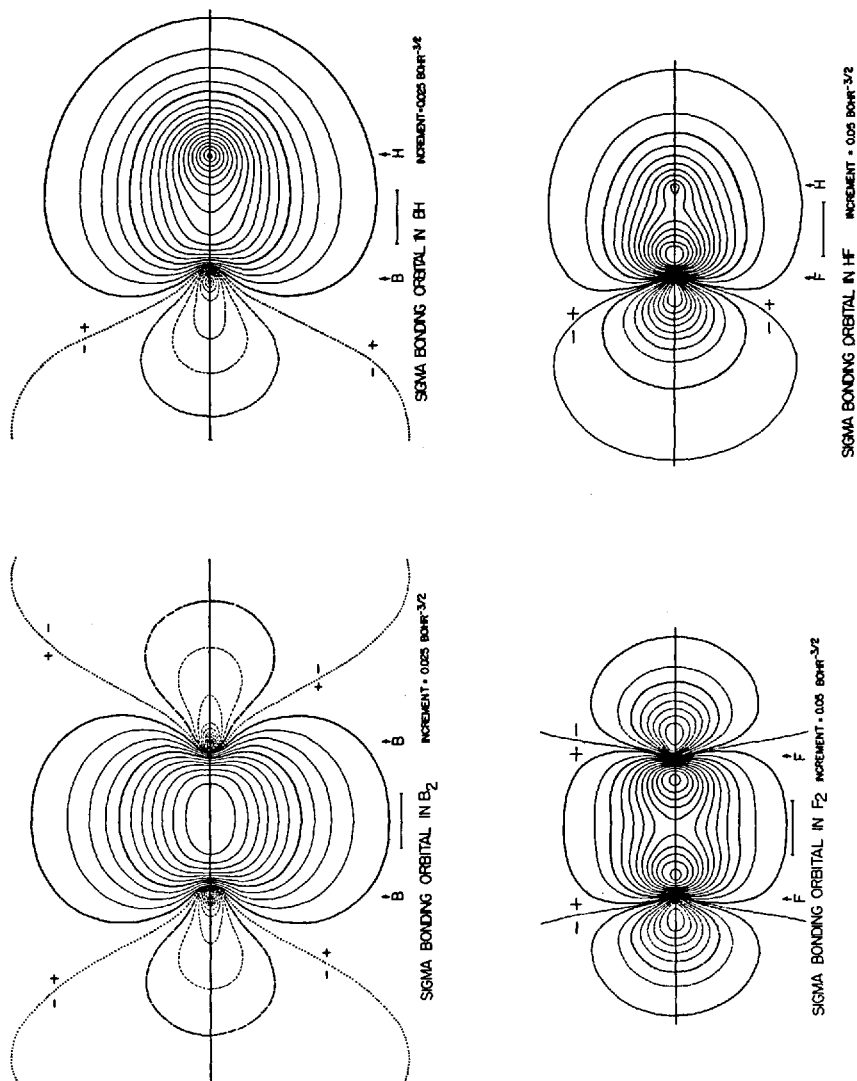 - + + -
- + + -
B B
SIGMA BONDING ORBITAL IN B2 INCREMENT = 0.025 BOHR-3/2
- +
- +
B H
SIGMA BONDING ORBITAL IN BH INCREMENT = 0.025 BOHR-3/2
- + + -
F F
SIGMA BONDING ORBITAL IN F2 INCREMENT = 0.05 BOHR-3/2
- +
- +
F H
SIGMA BONDING ORBITAL IN HF INCREMENT = 0.05 BOHR-3/2